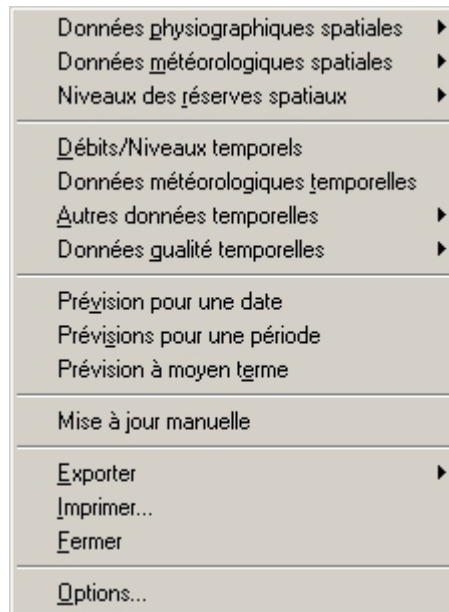 Données physiographiques spatiales
Données météorologiques spatiales
Niveaux des réserves spatiaux
Débits/Niveaux temporels
Données météorologiques temporelles
Autres données temporelles
Données qualité temporelles
Prévision pour une date
Prévisions pour une période
Prévision à moyen terme
Mise à jour manuelle
Exporter
Imprimer...
Fermer
Options...